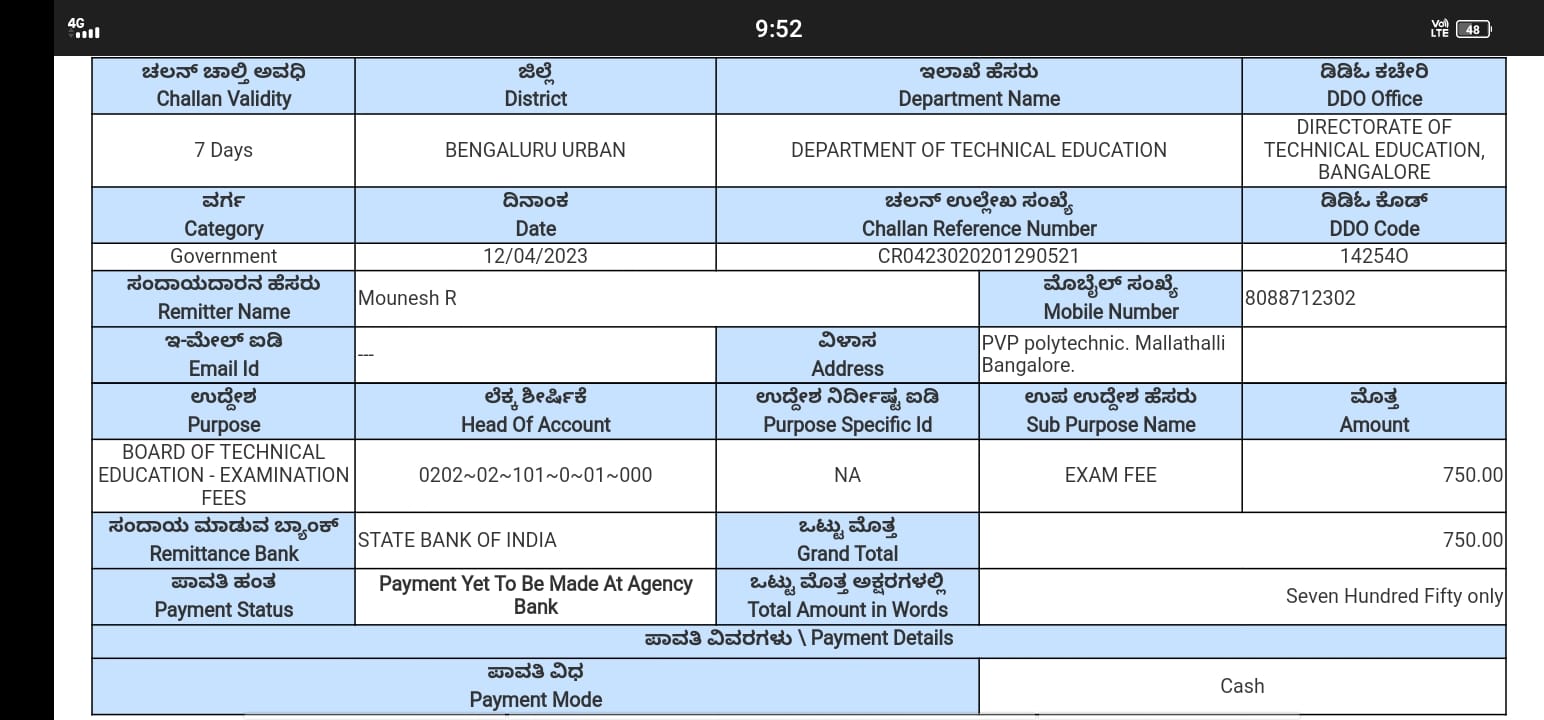 4G
9:52
Vo)) LTE 48
ಚಲನ್ ಚಾಲ್ತಿ ಅವಧಿ
Challan Validity
ಜಿಲ್ಲೆ
District
ಇಲಾಖೆ ಹೆಸರು
Department Name
ಡಿಡಿಓ ಕಚೇರಿ
DDO Office
7 Days
BENGALURU URBAN
DEPARTMENT OF TECHNICAL EDUCATION
DIRECTORATE OF
TECHNICAL EDUCATION,
BANGALORE
ವರ್ಗ
Category
ದಿನಾಂಕ
Date
ಚಲನ್ ಉಲ್ಲೇಖ ಸಂಖ್ಯೆ
Challan Reference Number
ಡಿಡಿಓ ಕೊಡ್
DDO Code
Government
12/04/2023
CR0423020201290521
14254O
ಸಂದಾಯದಾರನ ಹೆಸರು
Remitter Name
Mounesh R
ಮೊಬೈಲ್ ಸಂಖ್ಯೆ
Mobile Number
8088712302
ಇ-ಮೇಲ್ ಐಡಿ
Email Id
---
ವಿಳಾಸ
Address
PVP polytechnic. Mallathalli
Bangalore.
ಉದ್ದೇಶ
Purpose
ಲೆಕ್ಕ ಶೀರ್ಷಿಕೆ
Head Of Account
ಉದ್ದೇಶ ನಿರ್ದೀಷ್ಟ ಐಡಿ
Purpose Specific Id
ಉಪ ಉದ್ದೇಶ ಹೆಸರು
Sub Purpose Name
ಮೊತ್ತ
Amount
BOARD OF TECHNICAL
EDUCATION - EXAMINATION
FEES
0202~02~101~0~01~000
NA
EXAM FEE
750.00
ಸಂದಾಯ ಮಾಡುವ ಬ್ಯಾಂಕ್
Remittance Bank
STATE BANK OF INDIA
ಒಟ್ಟು ಮೊತ್ತ
Grand Total
750.00
ಪಾವತಿ ಹಂತ
Payment Status
Payment Yet To Be Made At Agency
Bank
ಒಟ್ಟು ಮೊತ್ತ ಅಕ್ಷರಗಳಲ್ಲಿ
Total Amount in Words
Seven Hundred Fifty only
ಪಾವತಿ ವಿವರಗಳು \ Payment Details
ಪಾವತಿ ವಿಧ
Payment Mode
Cash